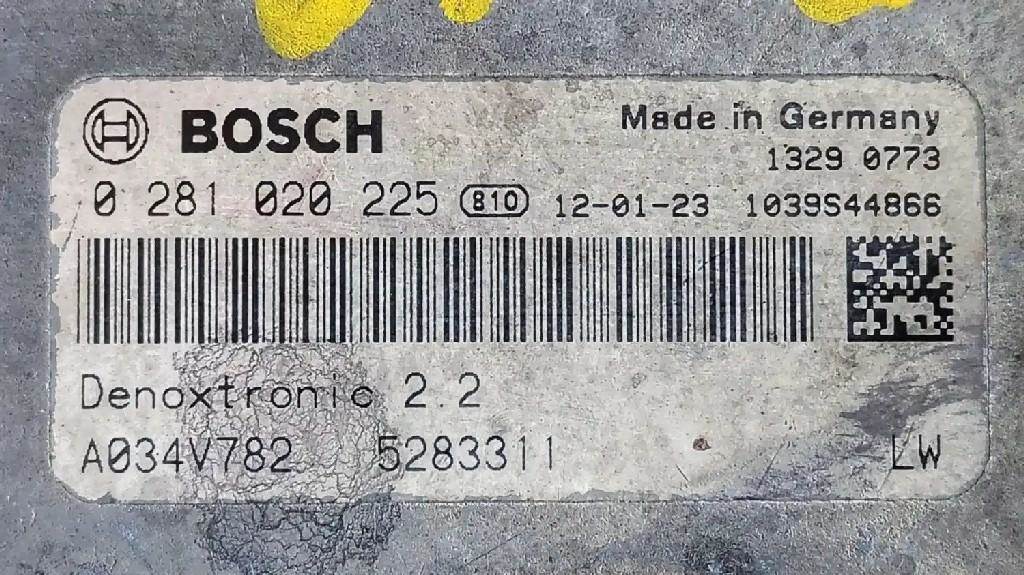 BOSCH Made in Germany
1329 0773
0 281 020 225 810 12-01-23 1039S44866
Denoxtronic 2.2
A034V782 5283311 LW